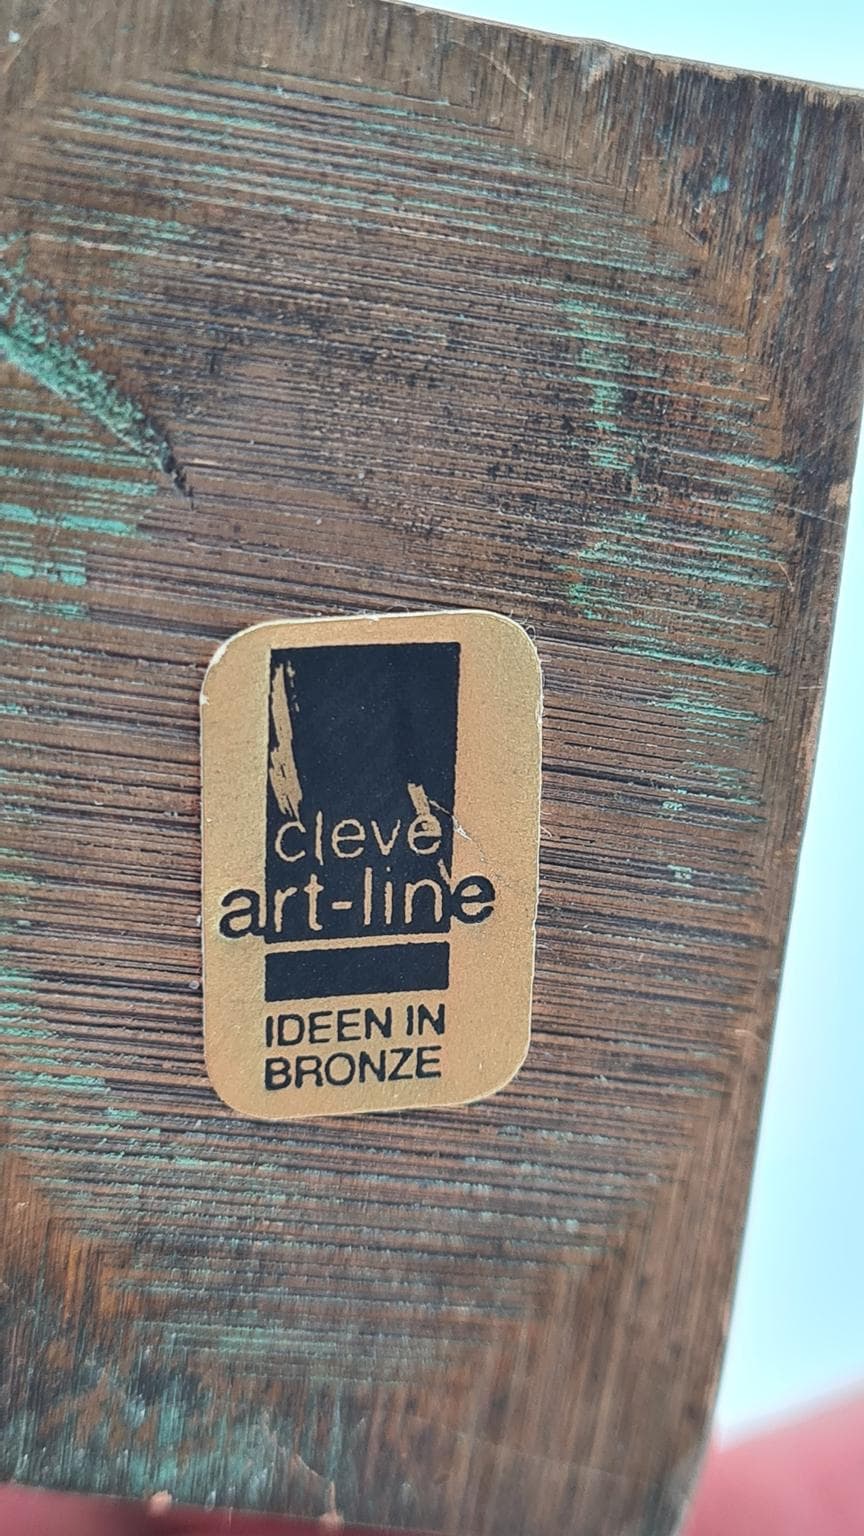 cleve
art-line
IDEEN IN
BRONZE